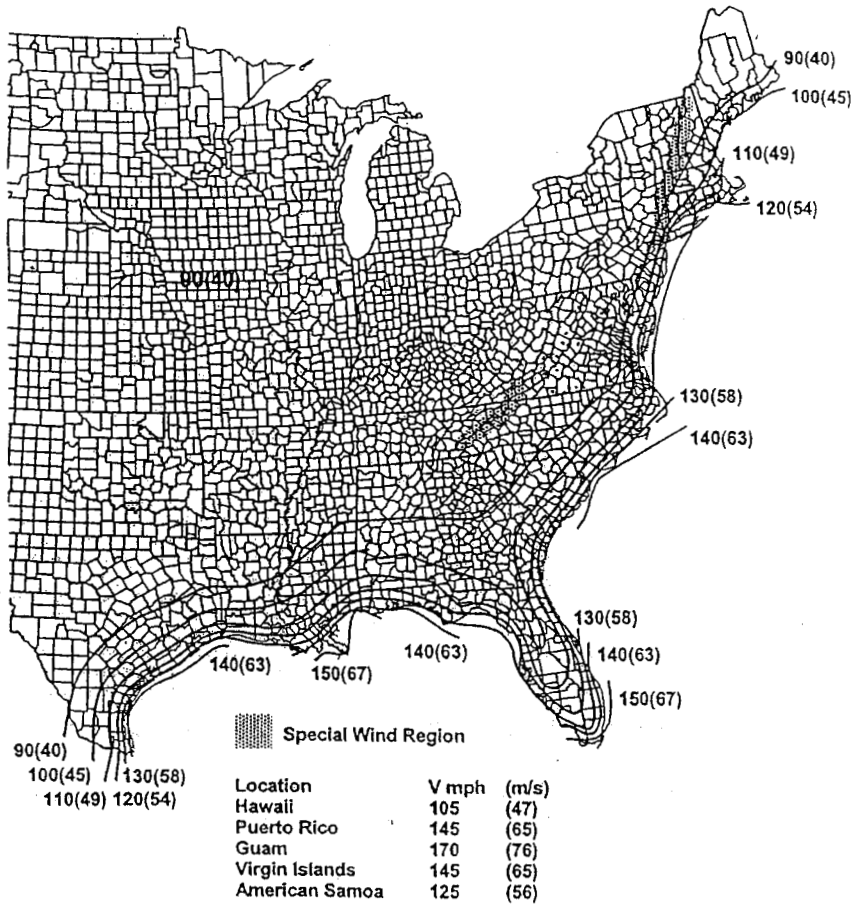 90(40)
100(45)
110(49)
120(54)
90(40)
130(58)
140(63)
130(58)
140(63)
150(67)
140(63)
150(67)
140(63)
90(40)
100(45)
110(49)
120(54)
130(58)
Special Wind Region
Location V mph (m/s)
Hawaii 105 (47)
Puerto Rico 145 (65)
Guam 170 (76)
Virgin Islands 145 (65)
American Samoa 125 (56)